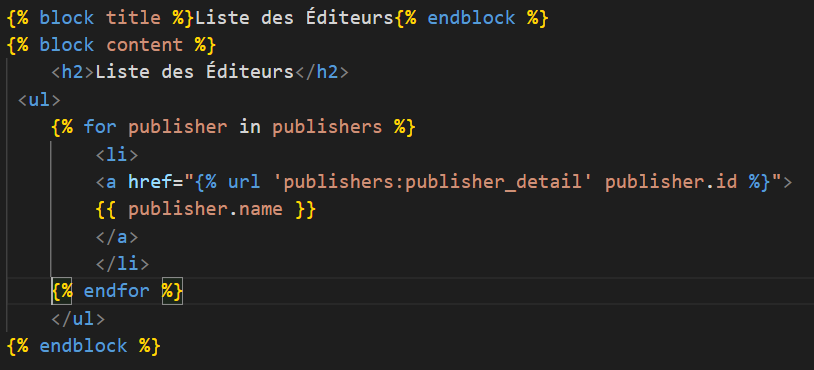 {% block title %}Liste des Éditeurs{% endblock %}
{% block content %}
<h2>Liste des Éditeurs</h2>
<ul>
{% for publisher in publishers %}
<li>
<a href="{% url 'publishers:publisher_detail' publisher.id %}">
{{ publisher.name }}
</a>
</li>
{% endfor %}
</ul>
{% endblock %}